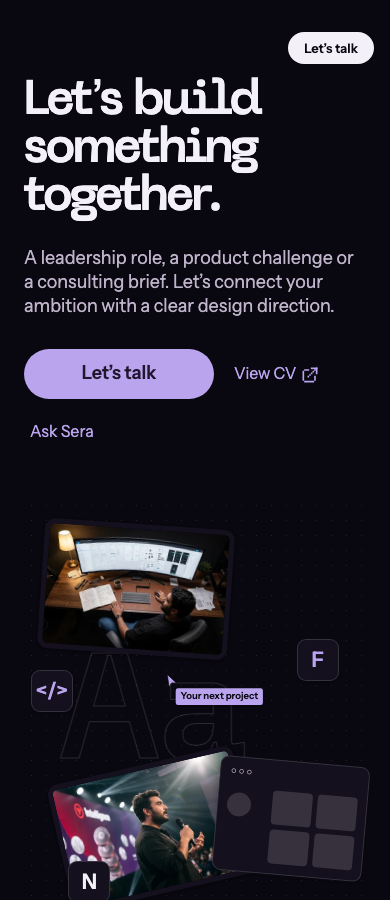 Let's talk
Let’s build
something
together.
A leadership role, a product challenge or
a consulting brief. Let’s connect your
ambition with a clear design direction.
Let’s talk
View CV
Ask Sera
F
</>
Aa
Your next project
N